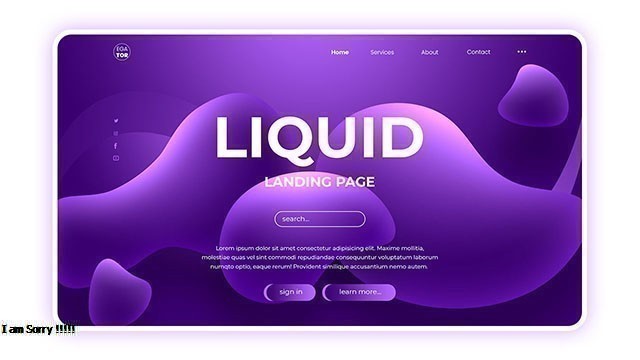 EGA
TOR
Home Services About Contact
LIQUID
LANDING PAGE
search...
Lorem ipsum dolor sit amet consectetur adipisicing elit. Maxime mollitia,
molestiae quas vel sint commodi repudiandae consequuntur voluptatum laborum
numqto optio, eaque rerum! Provident similique accusantium nemo autem.
sign in learn more...
I am Sorry !!!!!